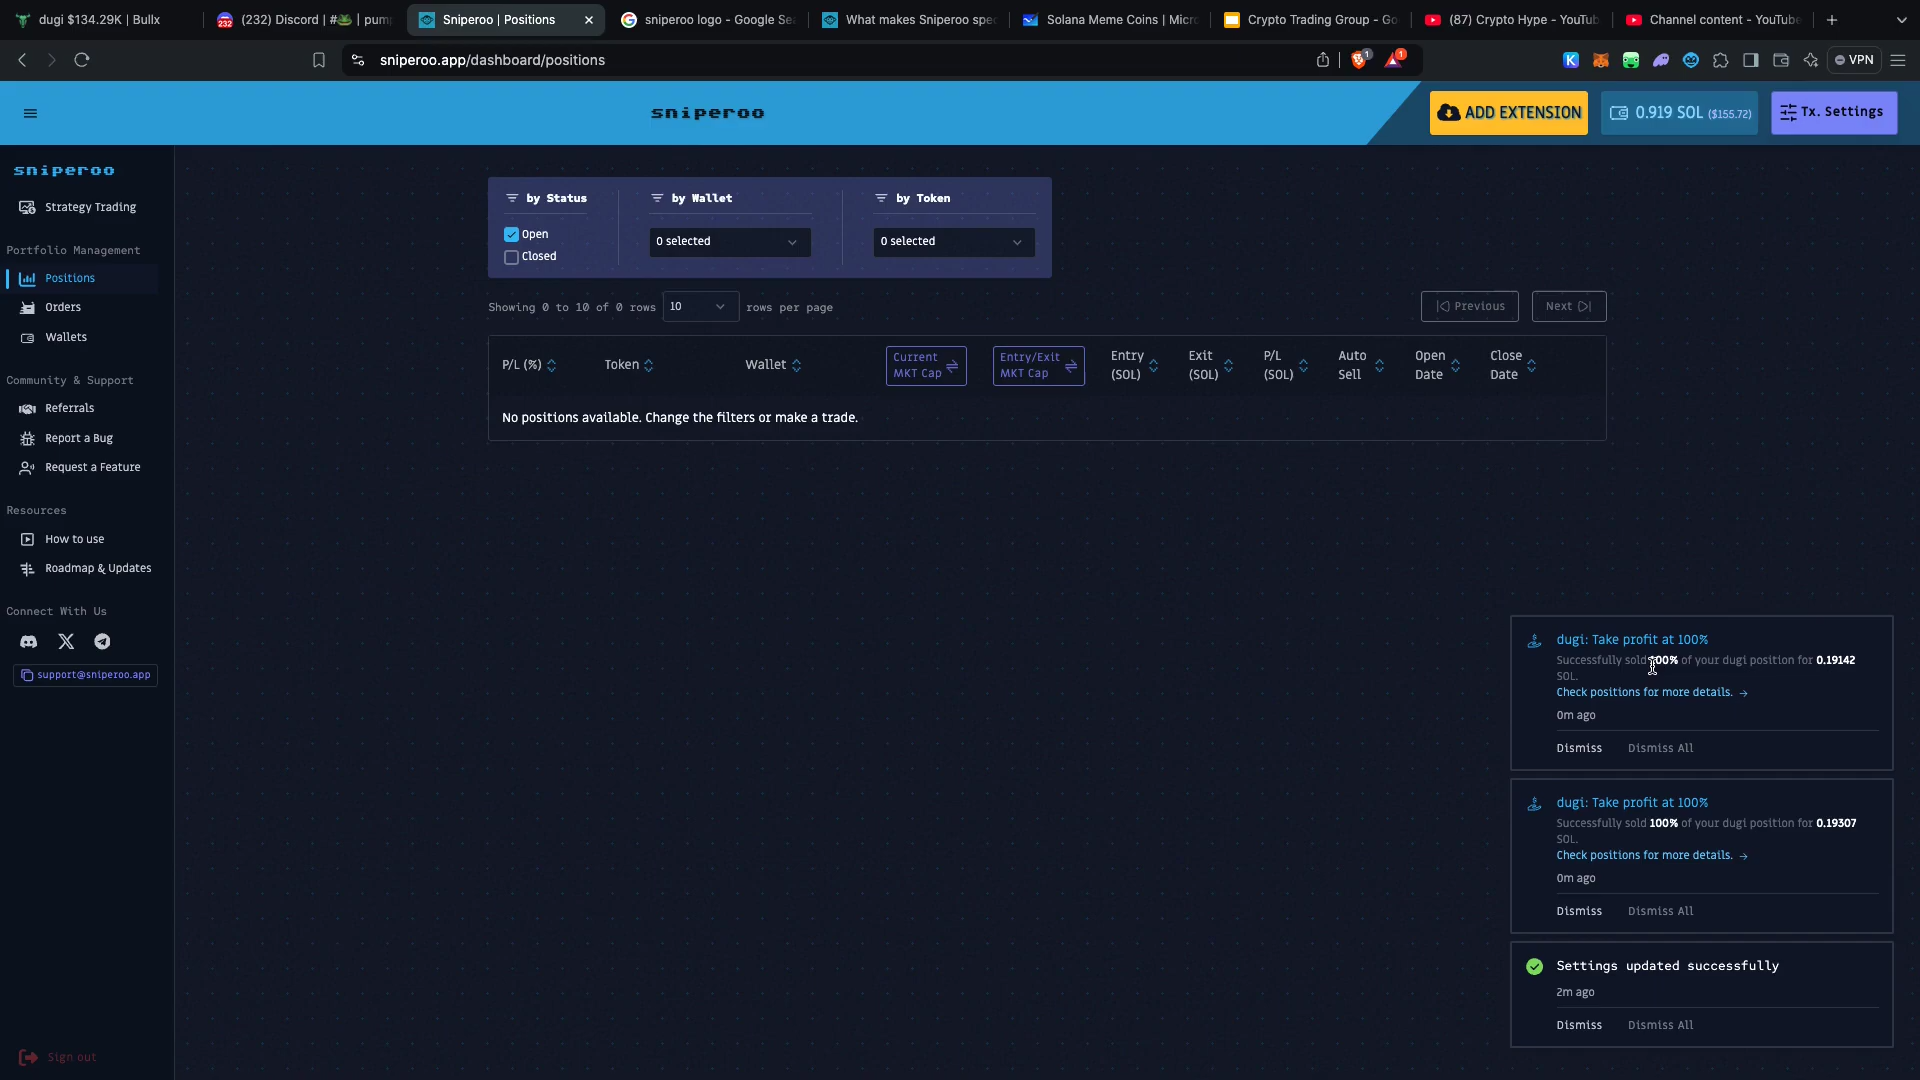 dugi $134.29K | Bullx
(232) Discord | #🐸 | pump
Sniperoo | Positions
sniperoo logo - Google Se
What makes Sniperoo spec
Solana Meme Coins | Micro
Crypto Trading Group - Go
(87) Crypto Hype - YouTub
Channel content - YouTube
sniperoo.app/dashboard/positions
1
1
VPN
sniperoo
ADD EXTENSION
0.919 SOL ($155.72)
Tx. Settings
sniperoo
Strategy Trading
Portfolio Management
Positions
Orders
Wallets
Community & Support
Referrals
Report a Bug
Request a Feature
Resources
How to use
Roadmap & Updates
Connect With Us
support@sniperoo.app
Sign out
by Status
Open
Closed
by Wallet
0 selected
by Token
0 selected
Showing 0 to 10 of 0 rows 10 rows per page
Previous
Next
P/L (%)
Token
Wallet
Current
MKT Cap
Entry/Exit
MKT Cap
Entry
(SOL)
Exit
(SOL)
P/L
(SOL)
Auto
Sell
Open
Date
Close
Date
No positions available. Change the filters or make a trade.
dugi: Take profit at 100%
Successfully sold 100% of your dugi position for 0.19142
SOL.
Check positions for more details. →
0m ago
Dismiss Dismiss All
dugi: Take profit at 100%
Successfully sold 100% of your dugi position for 0.19307
SOL.
Check positions for more details. →
0m ago
Dismiss Dismiss All
Settings updated successfully
2m ago
Dismiss Dismiss All